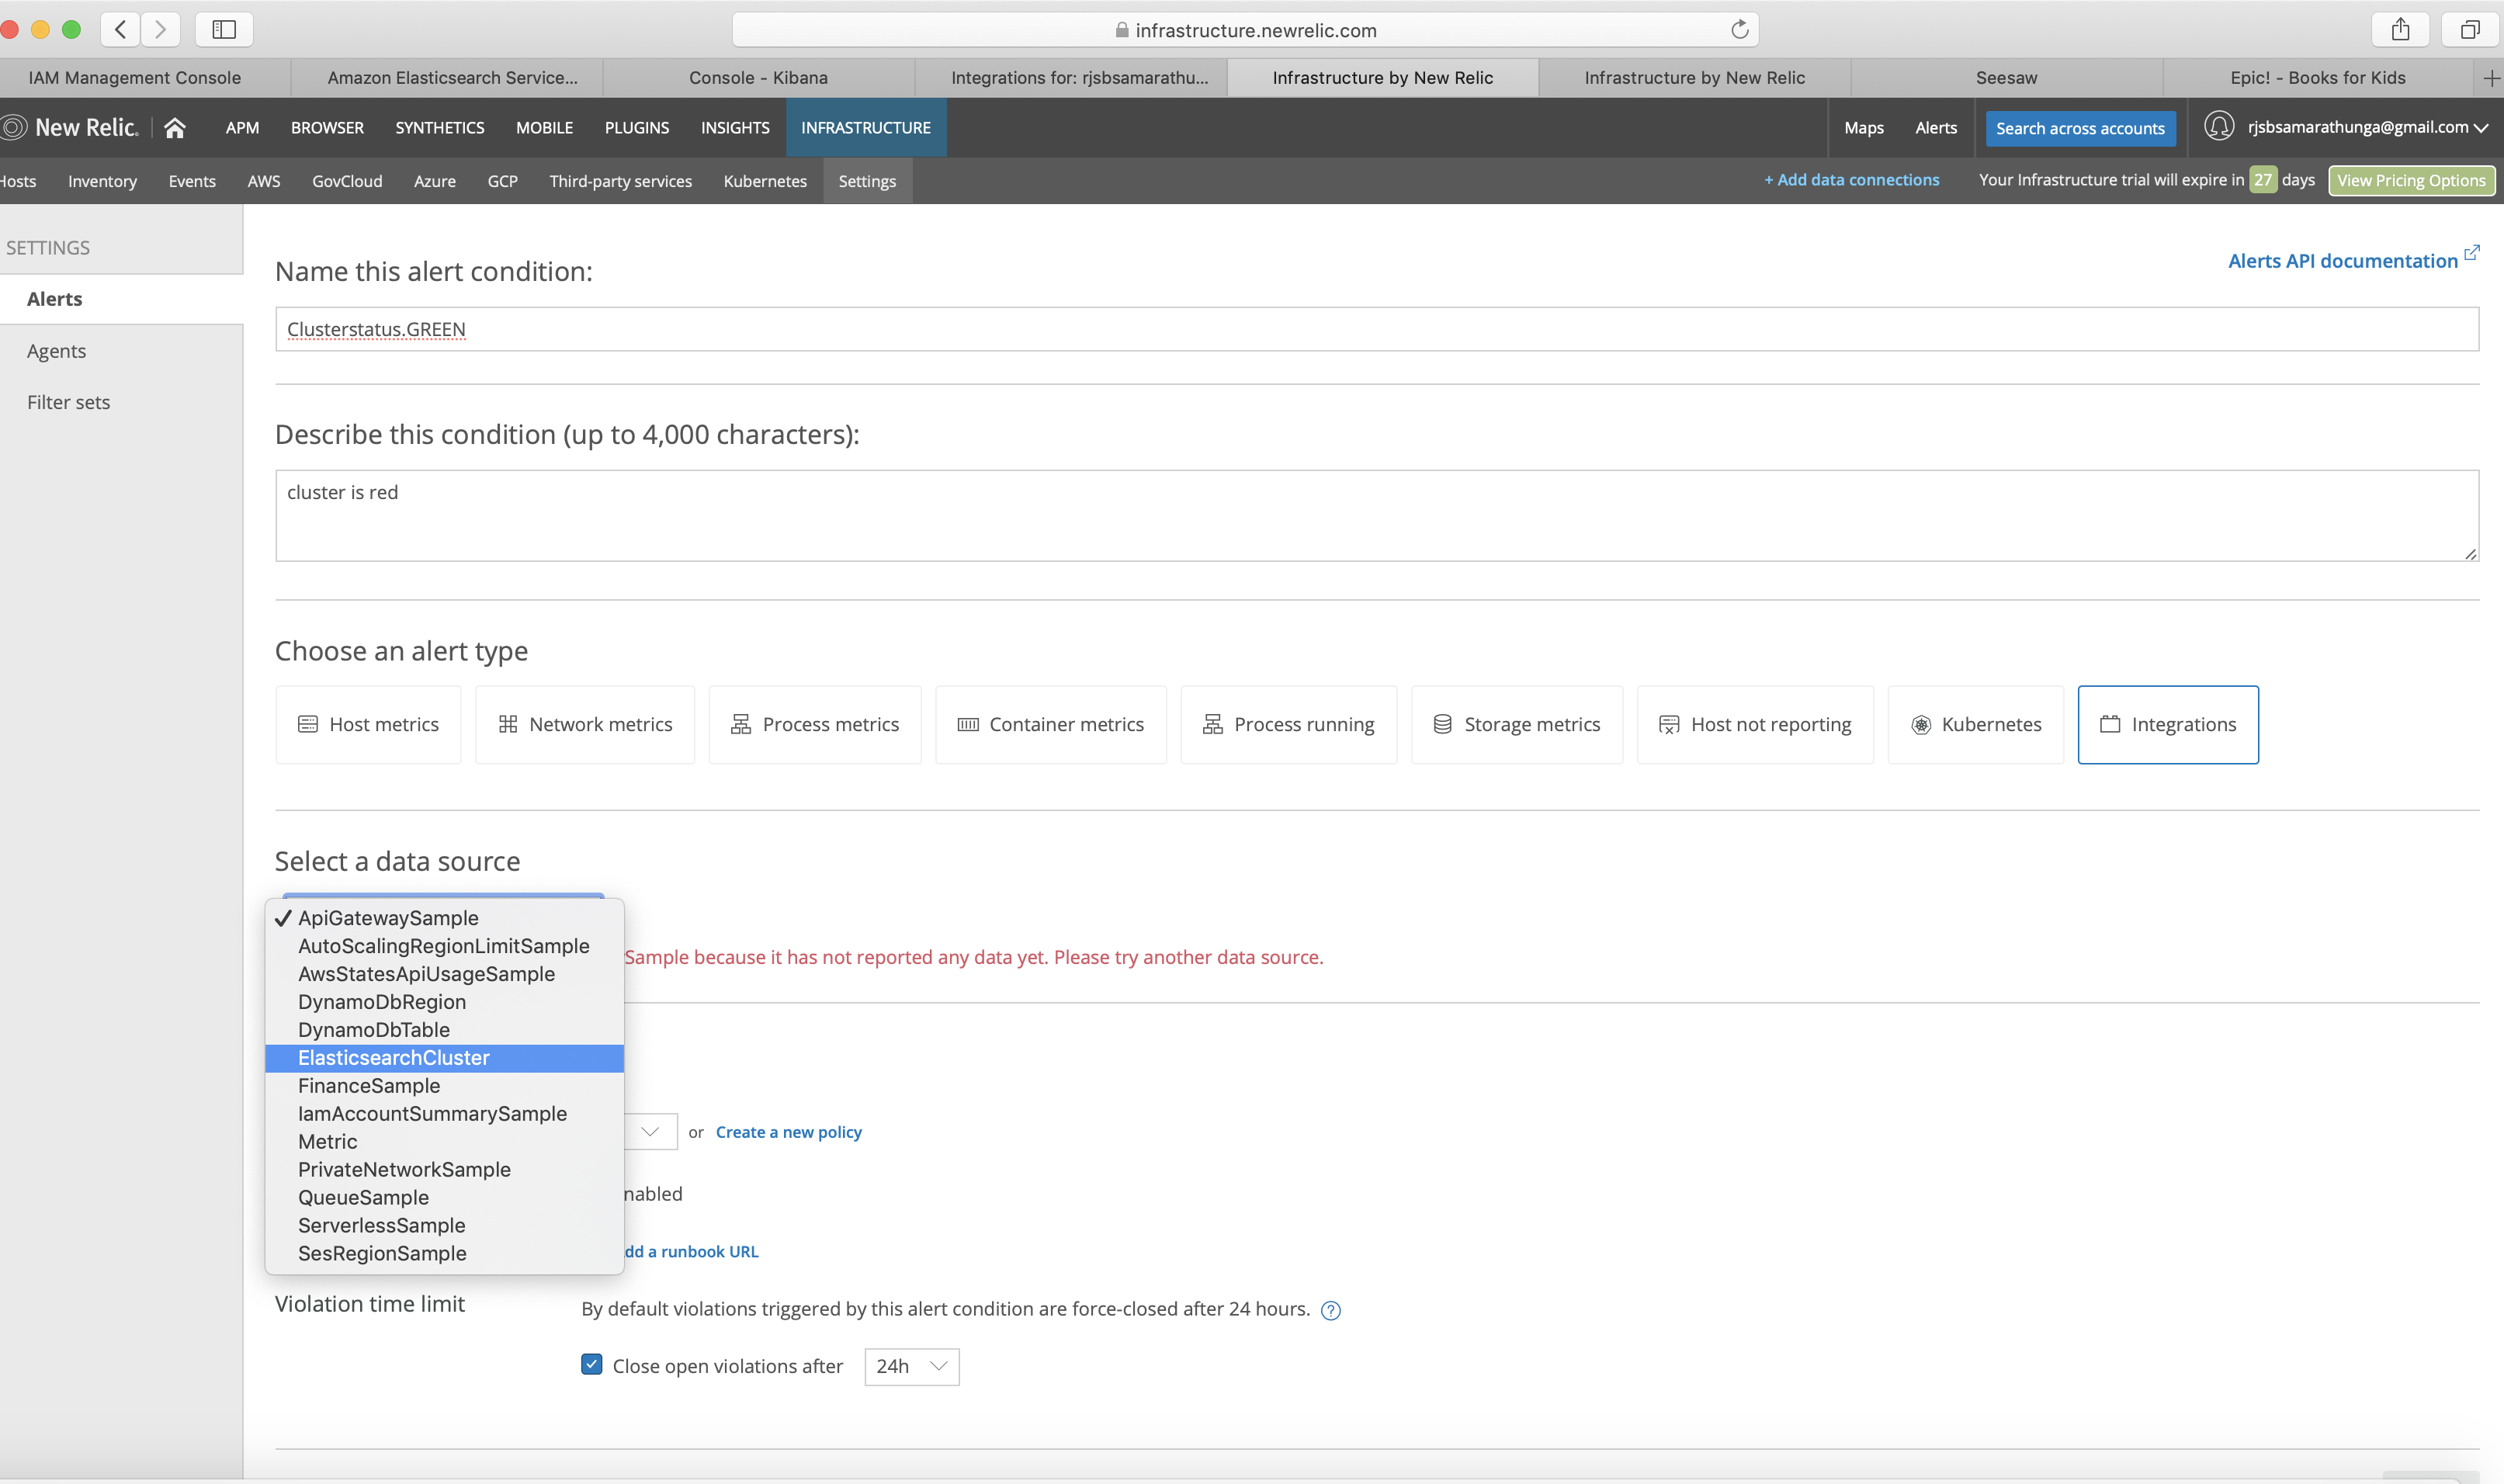 infrastructure.newrelic.com
IAM Management Console
Amazon Elasticsearch Service...
Console - Kibana
Integrations for: rjsbsamarathu...
Infrastructure by New Relic
Infrastructure by New Relic
Seesaw
Epic! - Books for Kids
New Relic.
APM
BROWSER
SYNTHETICS
MOBILE
PLUGINS
INSIGHTS
INFRASTRUCTURE
Maps
Alerts
Search across accounts
rjsbsamarathunga@gmail.com
Hosts
Inventory
Events
AWS
GovCloud
Azure
GCP
Third-party services
Kubernetes
Settings
+ Add data connections
Your Infrastructure trial will expire in 27 days
View Pricing Options
SETTINGS
Alerts
Agents
Filter sets
Name this alert condition:
Alerts API documentation
Clusterstatus.GREEN
Describe this condition (up to 4,000 characters):
cluster is red
Choose an alert type
Host metrics
Network metrics
Process metrics
Container metrics
Process running
Storage metrics
Host not reporting
Kubernetes
Integrations
Select a data source
✓ ApiGatewaySample
AutoScalingRegionLimitSample
AwsStatesApiUsageSample
DynamoDbRegion
DynamoDbTable
ElasticsearchCluster
FinanceSample
IamAccountSummarySample
Metric
PrivateNetworkSample
QueueSample
ServerlessSample
SesRegionSample
Sample because it has not reported any data yet. Please try another data source.
or Create a new policy
nabled
dd a runbook URL
Violation time limit
By default violations triggered by this alert condition are force-closed after 24 hours. ?
Close open violations after
24h